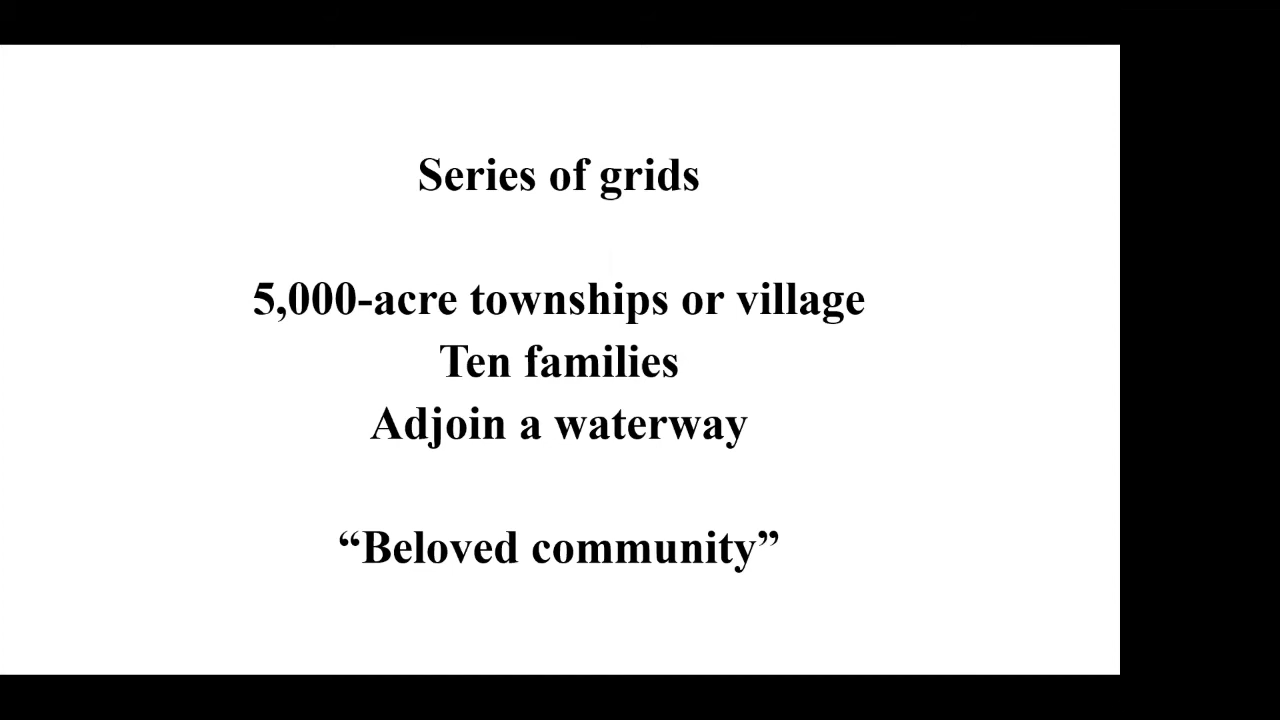 Series of grids
5,000-acre townships or village
Ten families
Adjoin a waterway
“Beloved community”